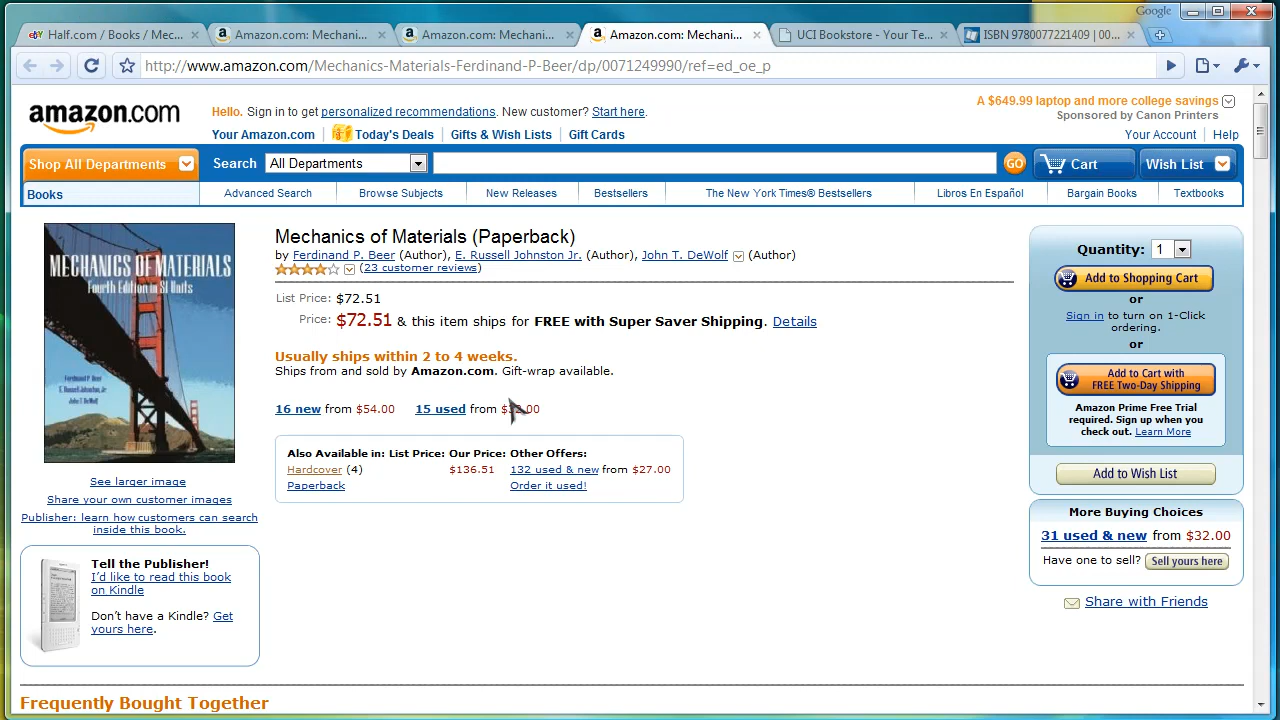 Google
Half.com / Books / Mec...
Amazon.com: Mechani...
Amazon.com: Mechani...
Amazon.com: Mechani...
UCI Bookstore - Your Te...
ISBN 9780077221409 | 00...
http://www.amazon.com/Mechanics-Materials-Ferdinand-P-Beer/dp/0071249990/ref=ed_oe_p
amazon.com
Hello. Sign in to get personalized recommendations. New customer? Start here.
A $649.99 laptop and more college savings
Sponsored by Canon Printers
Your Amazon.com
Today's Deals
Gifts & Wish Lists
Gift Cards
Your Account
Help
Shop All Departments
Search
All Departments
GO
Cart
Wish List
Books
Advanced Search
Browse Subjects
New Releases
Bestsellers
The New York Times® Bestsellers
Libros En Español
Bargain Books
Textbooks
MECHANICS OF MATERIALS
Fourth Edition in SI Units
Ferdinand P. Beer
E. Russell Johnston, Jr.
John T. DeWolf
See larger image
Share your own customer images
Publisher: learn how customers can search
inside this book.
Tell the Publisher!
I'd like to read this book
on Kindle
Don't have a Kindle? Get
yours here.
Mechanics of Materials (Paperback)
by Ferdinand P. Beer (Author), E. Russell Johnston Jr. (Author), John T. DeWolf (Author)
(23 customer reviews)
List Price: $72.51
Price: $72.51 & this item ships for FREE with Super Saver Shipping. Details
Usually ships within 2 to 4 weeks.
Ships from and sold by Amazon.com. Gift-wrap available.
16 new from $54.00
15 used from $32.00
Also Available in: List Price: Our Price: Other Offers:
Hardcover (4) $136.51 132 used & new from $27.00
Paperback Order it used!
Quantity: 1
Add to Shopping Cart
or
Sign in to turn on 1-Click
ordering.
or
Add to Cart with
FREE Two-Day Shipping
Amazon Prime Free Trial
required. Sign up when you
check out. Learn More
Add to Wish List
More Buying Choices
31 used & new from $32.00
Have one to sell? Sell yours here
Share with Friends
Frequently Bought Together